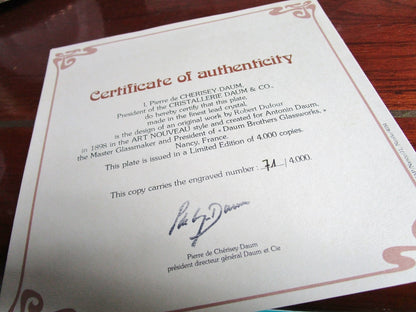 Certificate of authenticity
I, Pierre de CHERISEY DAUM,
President of the CRISTALLERIE DAUM & CO.,
do hereby certify that this plate,
made in the finest lead crystal,
is the design of an original work by Robert Dufour
in 1898 in the ART NOUVEAU style and created for Antonin Daum,
the Master Glassmaker and President of « Daum Brothers Glassworks, »
Nancy, France.
This plate is issued in a Limited Edition of 4.000 copies.
This copy carries the engraved number : 71 / 4.000.
Pierre de Chérisey Daum
président directeur général Daum et Cie